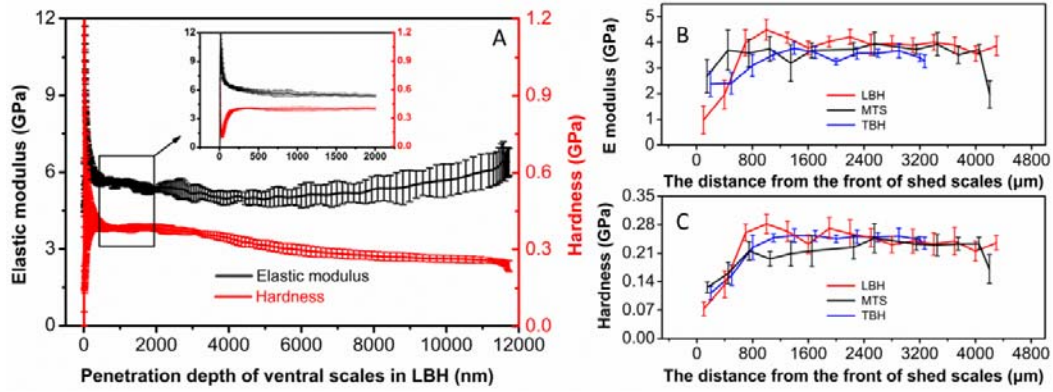 A
Elastic modulus (GPa)
12
9
6
3
0
12
9
6
3
0
0 500 1000 1500 2000
1.2
0.9
0.6
0.3
0.0
Elastic modulus
Hardness
1.2
0.9
0.6
0.3
0.0
Hardness (GPa)
0 2000 4000 6000 8000 10000 12000
Penetration depth of ventral scales in LBH (nm)
B
E modulus (GPa)
5
4
3
2
1
0
LBH
MTS
TBH
0 800 1600 2400 3200 4000 4800
The distance from the front of shed scales (μm)
C
Hardness (GPa)
0.28
0.21
0.14
0.07
0.00
LBH
MTS
TBH
0 800 1600 2400 3200 4000 4800
The distance from the front of shed scales (μm)